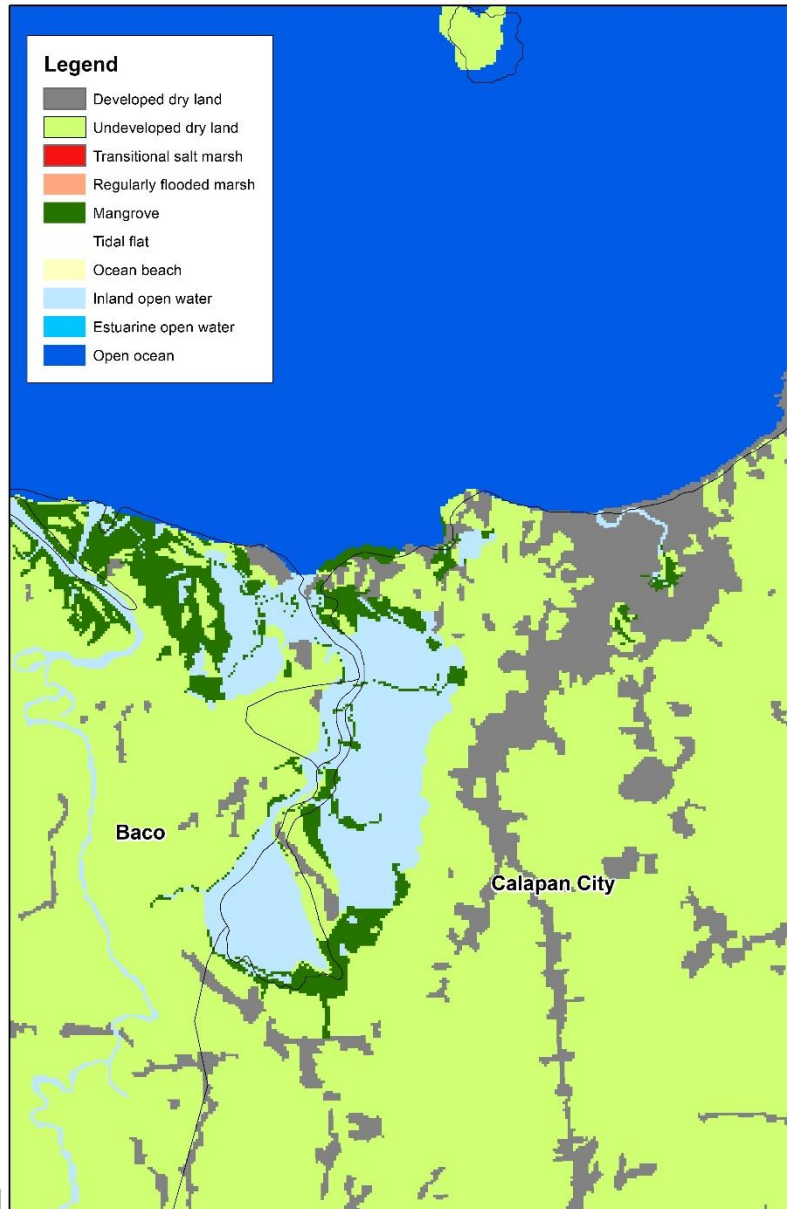 Legend
Developed dry land
Undeveloped dry land
Transitional salt marsh
Regularly flooded marsh
Mangrove
Tidal flat
Ocean beach
Inland open water
Estuarine open water
Open ocean
Baco
Calapan City